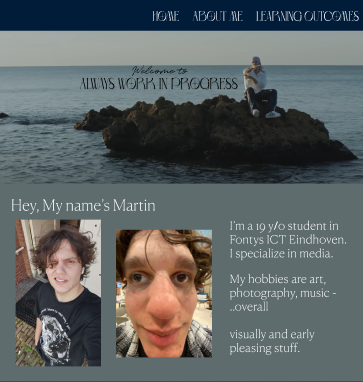 HOME ABOUT ME LEARNING OUTCOMES
Welcome to
ALWAYS WORK IN PROGRESS
Hey, My name's Martin
I'm a 19 y/o student in
Fontys ICT Eindhoven.
I specialize in media.
My hobbies are art,
photography, music -
..overall
visually and early
pleasing stuff.